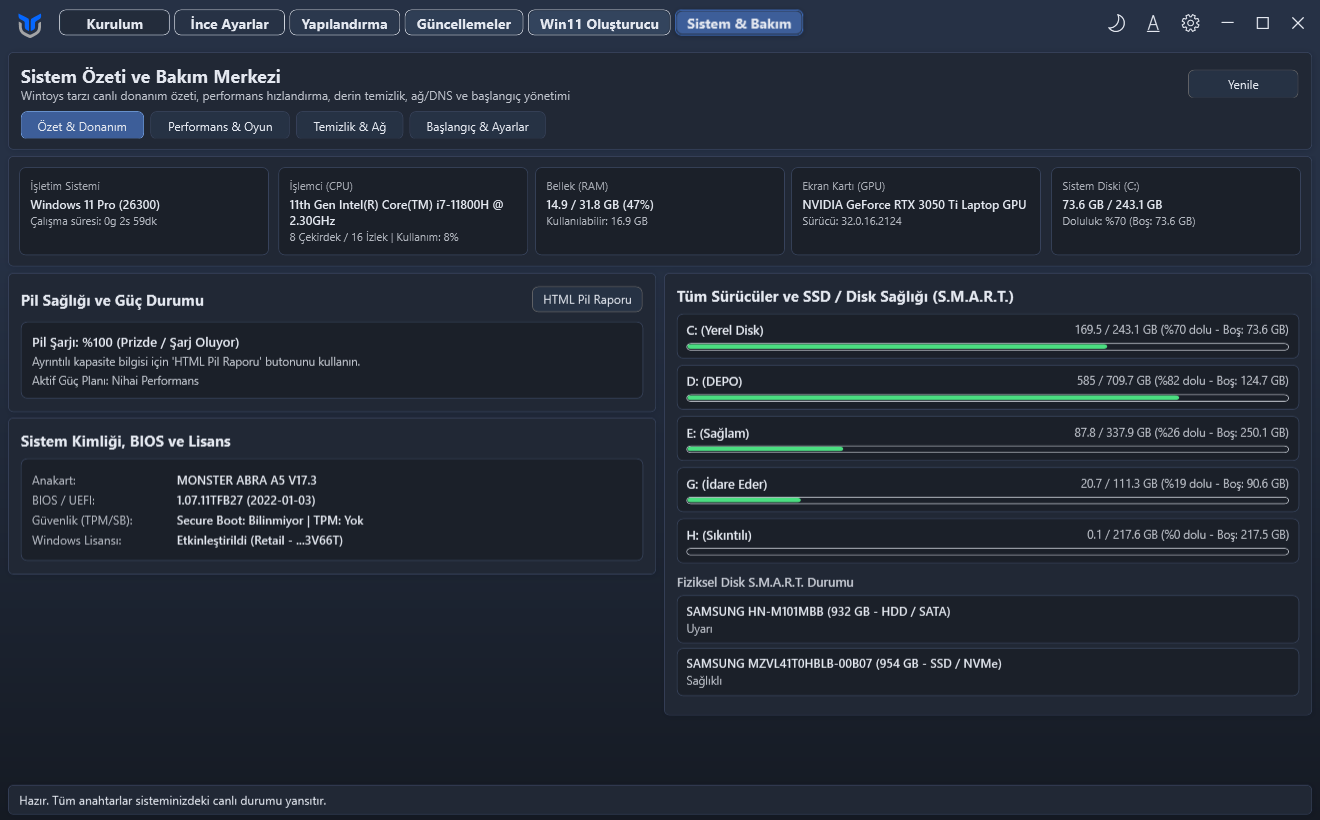 Kurulum
İnce Ayarlar
Yapılandırma
Güncellemeler
Win11 Oluşturucu
Sistem & Bakım
Sistem Özeti ve Bakım Merkezi
Wintoys tarzı canlı donanım özeti, performans hızlandırma, derin temizlik, ağ/DNS ve başlangıç yönetimi
Yenile
Özet & Donanım
Performans & Oyun
Temizlik & Ağ
Başlangıç & Ayarlar
İşletim Sistemi
Windows 11 Pro (26300)
Çalışma süresi: 0g 2s 59dk
İşlemci (CPU)
11th Gen Intel(R) Core(TM) i7-11800H @
2.30GHz
8 Çekirdek / 16 İzlek | Kullanım: 8%
Bellek (RAM)
14.9 / 31.8 GB (47%)
Kullanılabilir: 16.9 GB
Ekran Kartı (GPU)
NVIDIA GeForce RTX 3050 Ti Laptop GPU
Sürücü: 32.0.16.2124
Sistem Diski (C:)
73.6 GB / 243.1 GB
Doluluk: %70 (Boş: 73.6 GB)
Pil Sağlığı ve Güç Durumu
HTML Pil Raporu
Pil Şarjı: %100 (Prizde / Şarj Oluyor)
Ayrıntılı kapasite bilgisi için 'HTML Pil Raporu' butonunu kullanın.
Aktif Güç Planı: Nihai Performans
Sistem Kimliği, BIOS ve Lisans
Anakart: MONSTER ABRA A5 V17.3
BIOS / UEFI: 1.07.11TFB27 (2022-01-03)
Güvenlik (TPM/SB): Secure Boot: Bilinmiyor | TPM: Yok
Windows Lisansı: Etkinleştirildi (Retail - ...3V66T)
Tüm Sürücüler ve SSD / Disk Sağlığı (S.M.A.R.T.)
C: (Yerel Disk) 169.5 / 243.1 GB (%70 dolu - Boş: 73.6 GB)
D: (DEPO) 585 / 709.7 GB (%82 dolu - Boş: 124.7 GB)
E: (Sağlam) 87.8 / 337.9 GB (%26 dolu - Boş: 250.1 GB)
G: (İdare Eder) 20.7 / 111.3 GB (%19 dolu - Boş: 90.6 GB)
H: (Sıkıntılı) 0.1 / 217.6 GB (%0 dolu - Boş: 217.5 GB)
Fiziksel Disk S.M.A.R.T. Durumu
SAMSUNG HN-M101MBB (932 GB - HDD / SATA)
Uyarı
SAMSUNG MZVL41T0HBLB-00B07 (954 GB - SSD / NVMe)
Sağlıklı
Hazır. Tüm anahtarlar sisteminizdeki canlı durumu yansıtır.